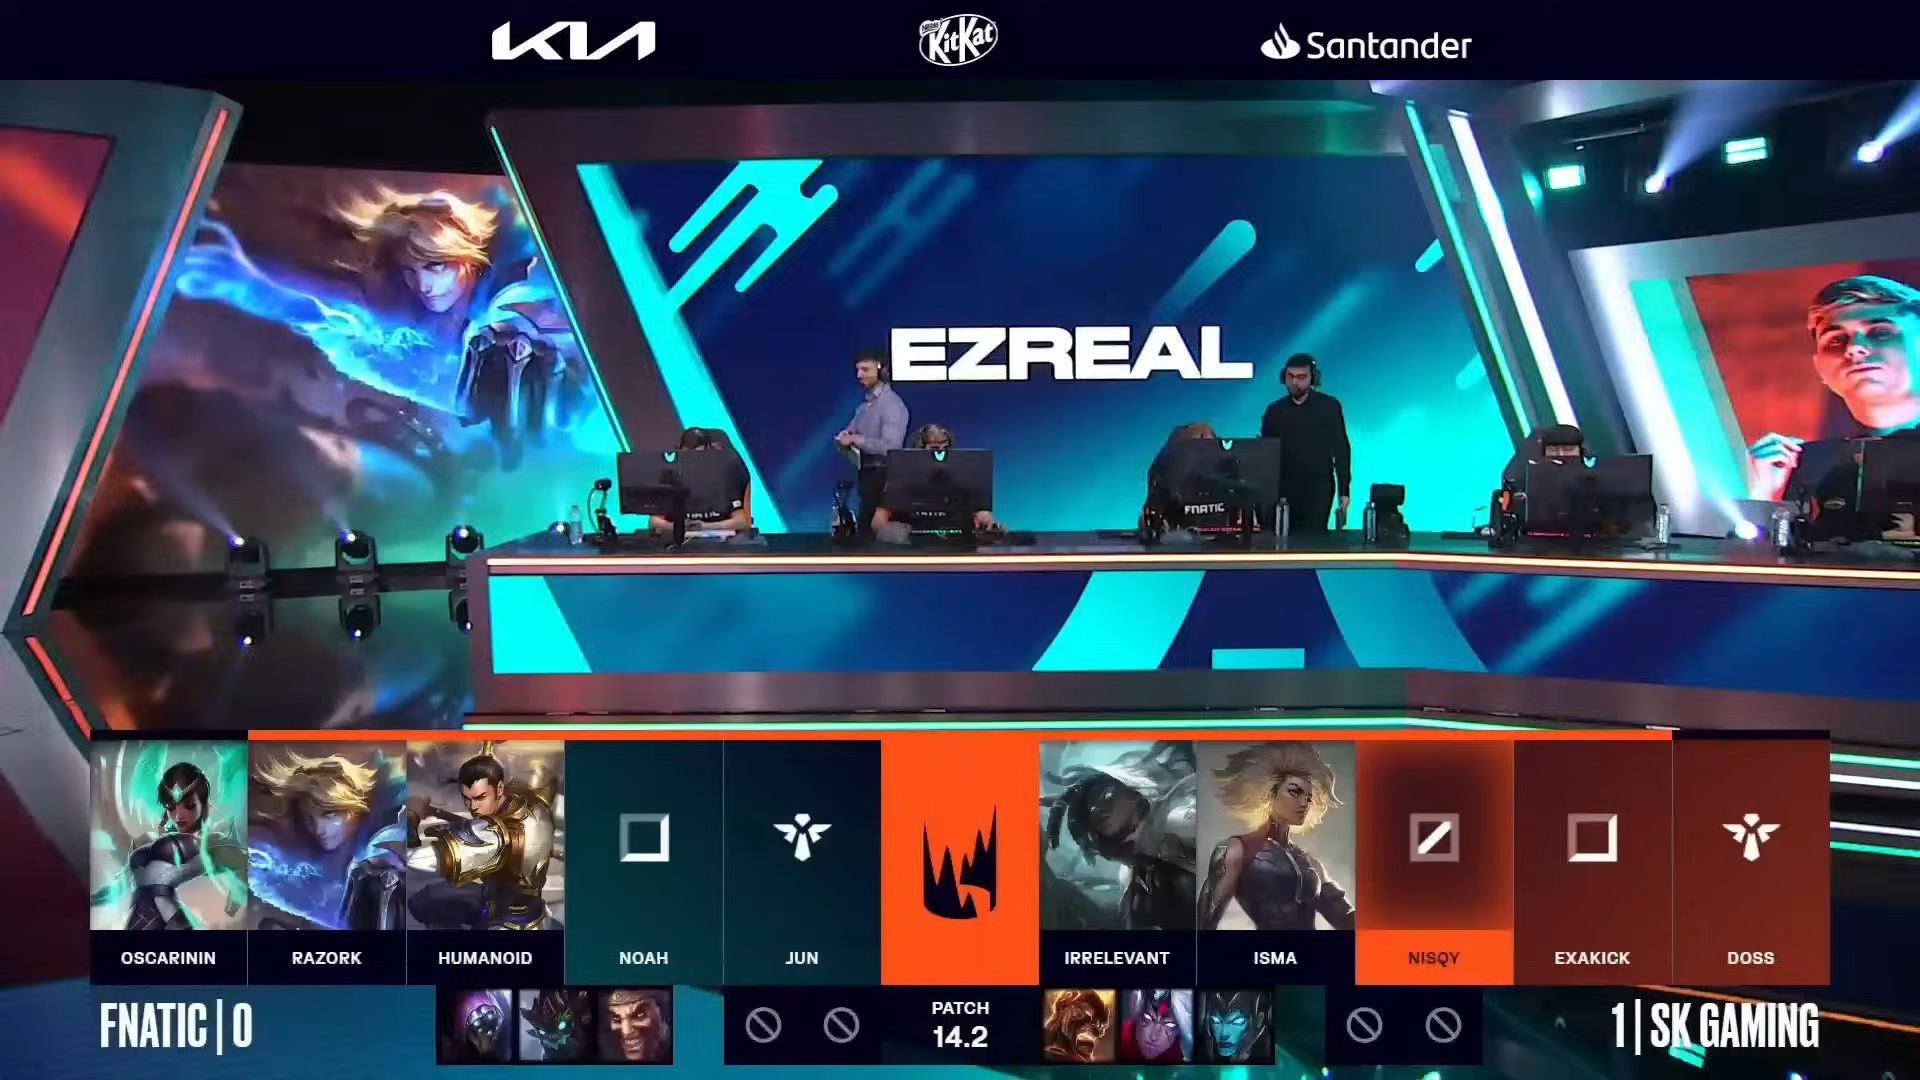 KIA
Nestlé
KitKat
Santander
EZREAL
FNATIC
OSCARININ
RAZORK
HUMANOID
NOAH
JUN
IRRELEVANT
ISMA
NISQY
EXAKICK
DOSS
FNATIC | 0
PATCH
14.2
1 | SK GAMING